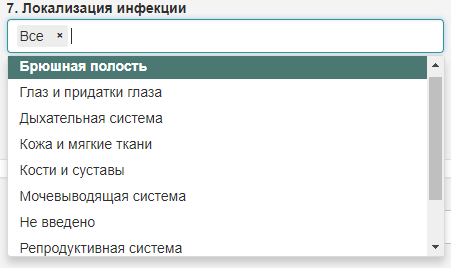 7. Локализация инфекции
Все ×
Брюшная полость
Глаз и придатки глаза
Дыхательная система
Кожа и мягкие ткани
Кости и суставы
Мочевыводящая система
Не введено
Репродуктивная система